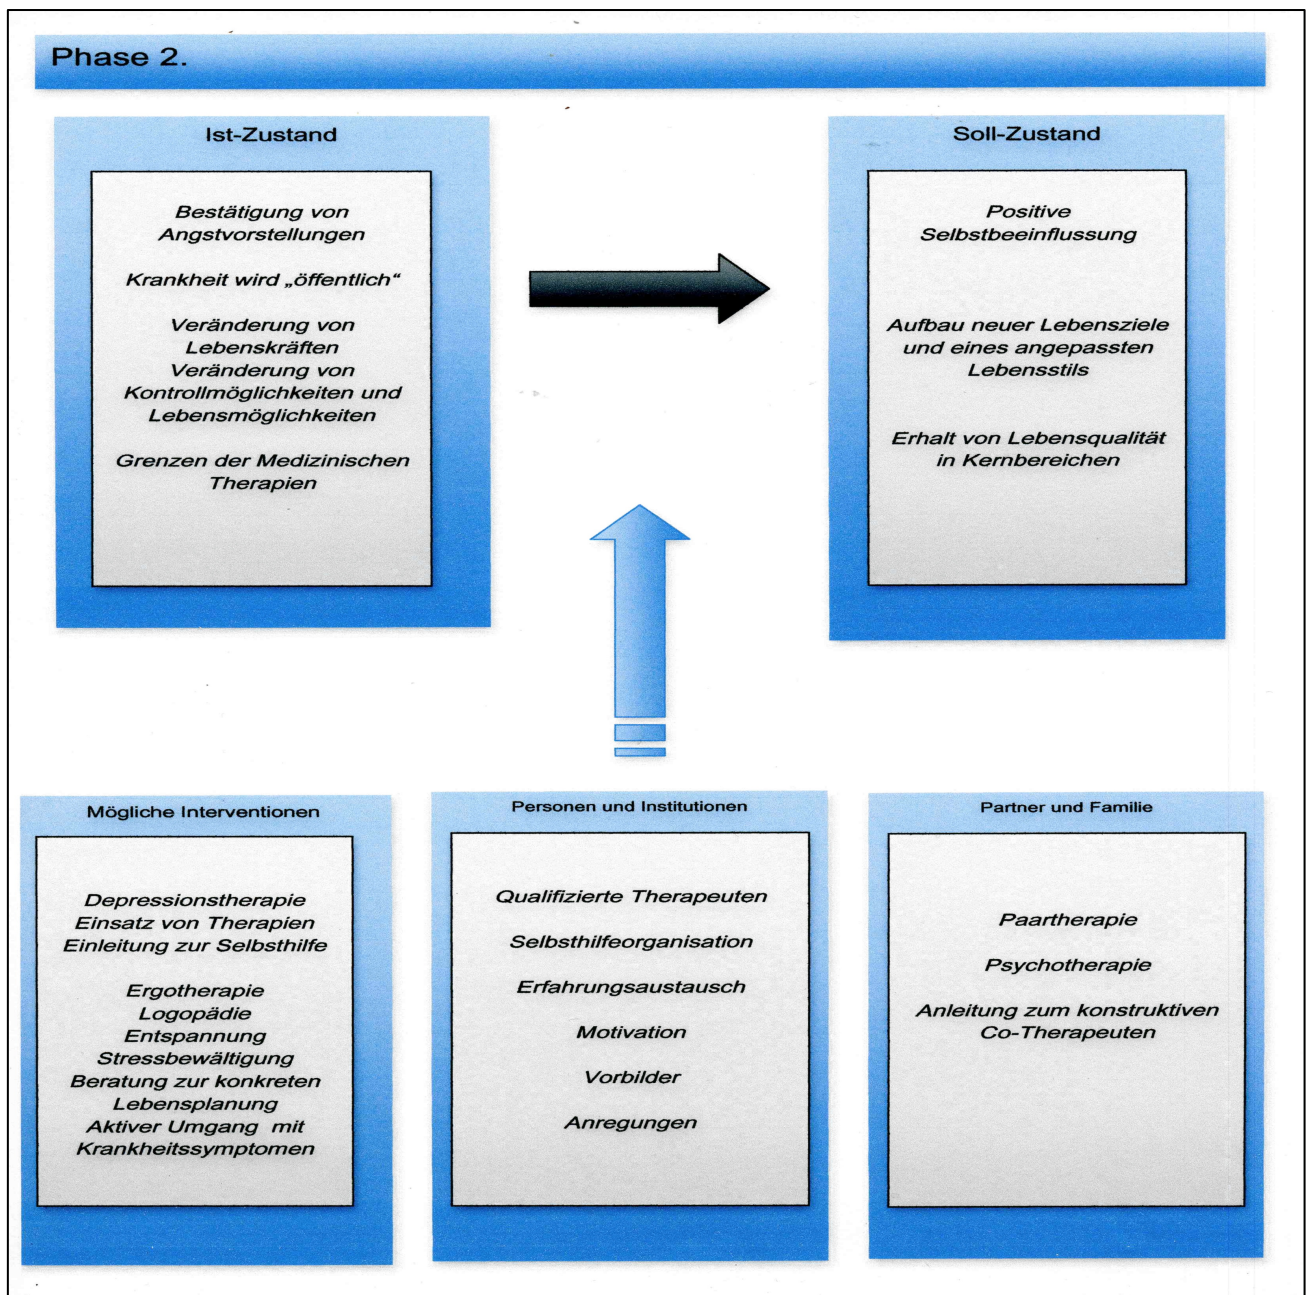 Phase 2.
Ist-Zustand
Bestätigung von
Angstvorstellungen
Krankheit wird „öffentlich“
Veränderung von
Lebenskräften
Veränderung von
Kontrollmöglichkeiten und
Lebensmöglichkeiten
Grenzen der Medizinischen
Therapien
Soll-Zustand
Positive
Selbstbeeinflussung
Aufbau neuer Lebensziele
und eines angepassten
Lebensstils
Erhalt von Lebensqualität
in Kernbereichen
Mögliche Interventionen
Depressionstherapie
Einsatz von Therapien
Einleitung zur Selbsthilfe
Ergotherapie
Logopädie
Entspannung
Stressbewältigung
Beratung zur konkreten
Lebensplanung
Aktiver Umgang mit
Krankheitssymptomen
Personen und Institutionen
Qualifizierte Therapeuten
Selbsthilfeorganisation
Erfahrungsaustausch
Motivation
Vorbilder
Anregungen
Partner und Familie
Paartherapie
Psychotherapie
Anleitung zum konstruktiven
Co-Therapeuten